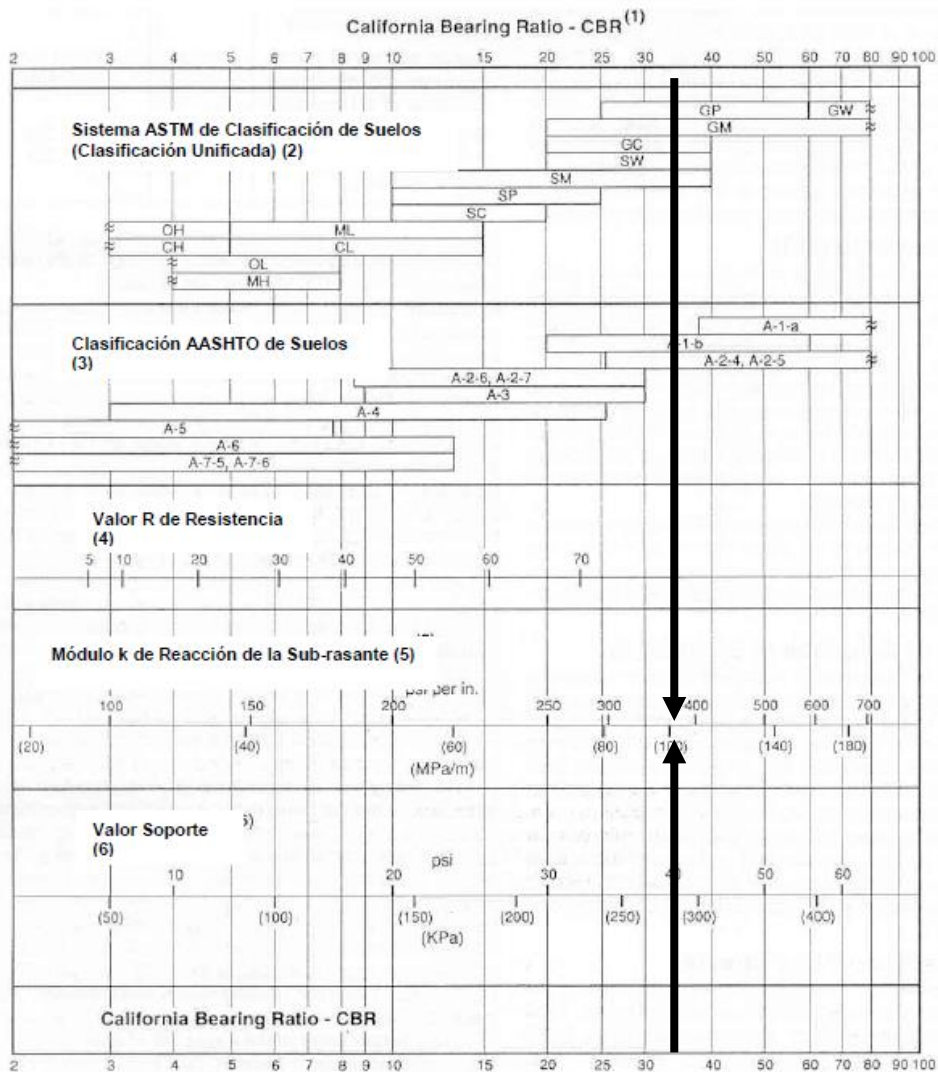 California Bearing Ratio - CBR (1)
2 3 4 5 6 7 8 9 10 15 20 25 30 40 50 60 70 80 90 100
GP GW
Sistema ASTM de Clasificación de Suelos
(Clasificación Unificada) (2)
GM
GC
SW
SM
SP
SC
OH ML
CH CL
OL
MH
A-1-a
Clasificación AASHTO de Suelos
(3)
A-1-b
A-2-4, A-2-5
A-2-6, A-2-7
A-3
A-4
A-5
A-6
A-7-5, A-7-6
Valor R de Resistencia
(4)
5 10 20 30 40 50 60 70
Módulo k de Reacción de la Sub-rasante (5)
per in.
100 150 200 250 300 400 500 600 700
(20) (40) (60) (80) (100) (140) (180)
(MPa/m)
Valor Soporte
(6)
psi
10 20 30 40 50 60
(50) (100) (150) (200) (250) (300) (400)
(KPa)
California Bearing Ratio - CBR
2 3 4 5 6 7 8 9 10 15 20 25 30 40 50 60 70 80 90 100